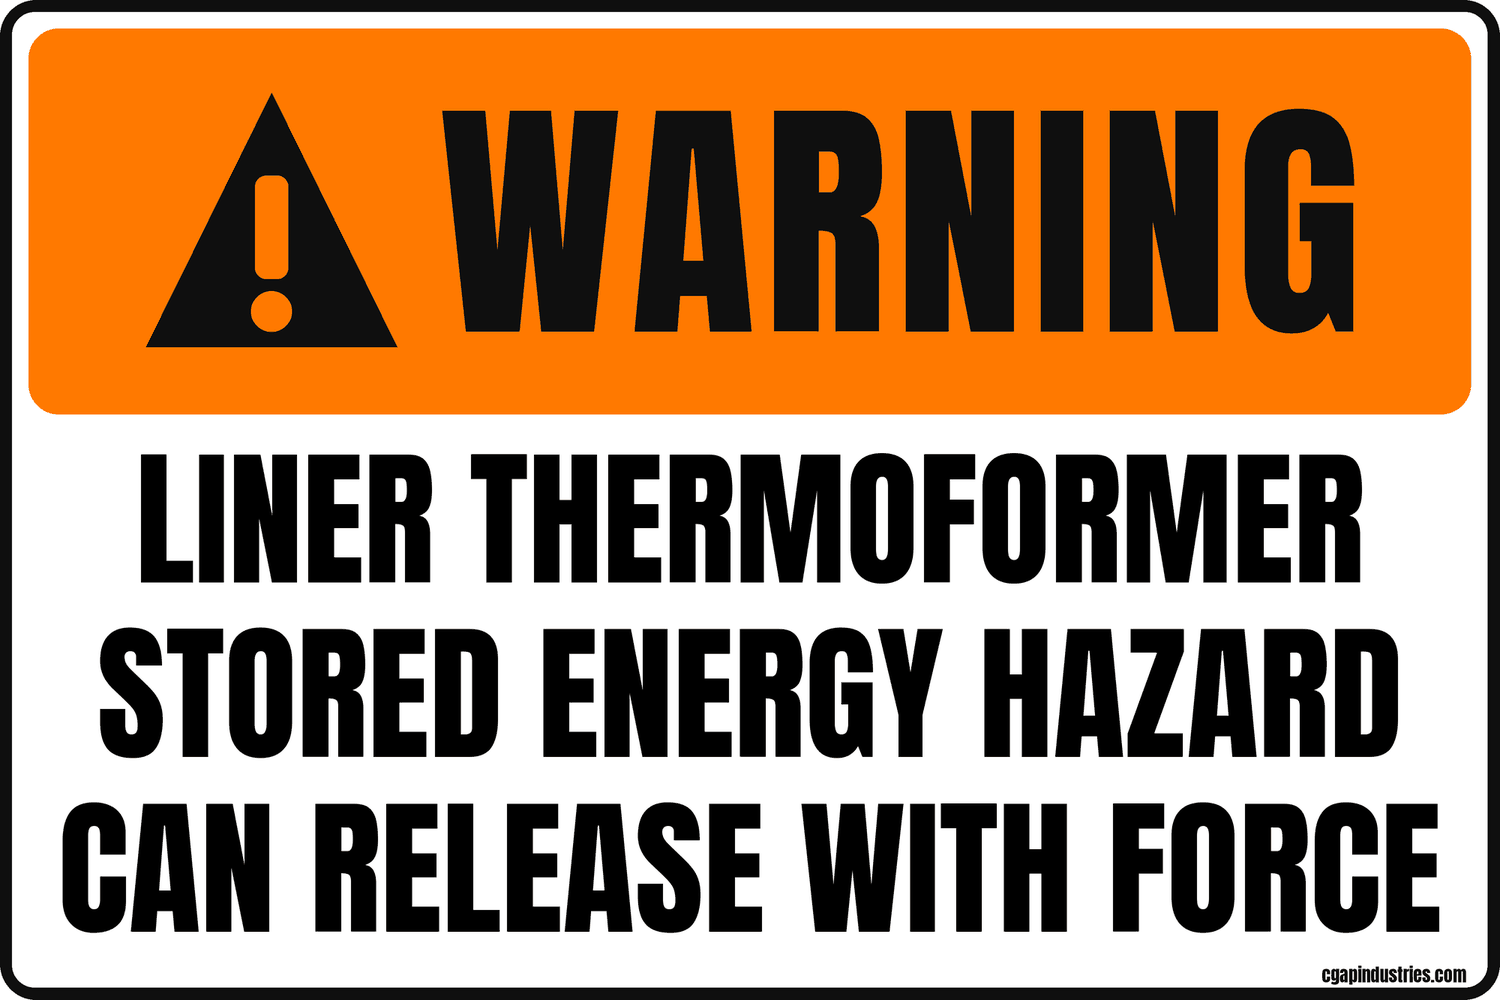 WARNING
LINER THERMOFORMER
STORED ENERGY HAZARD
CAN RELEASE WITH FORCE
cgapindustries.com